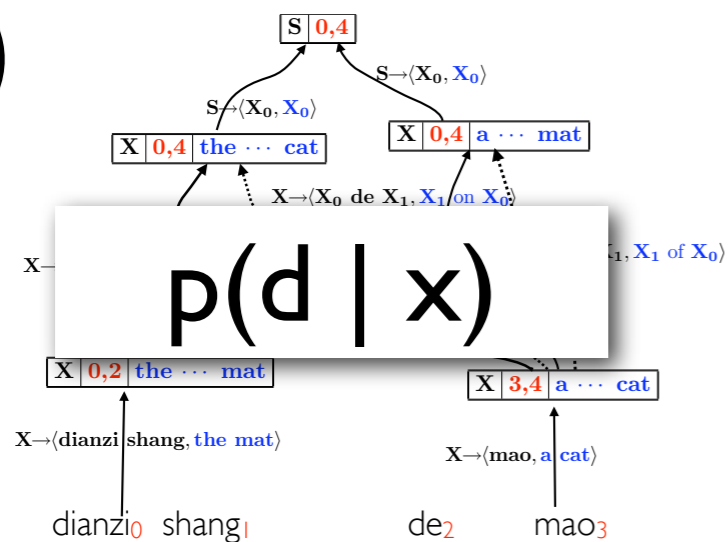 S 0,4
S→⟨X₀, X₀⟩
S→⟨X₀, X₀⟩
X 0,4 the ··· cat
X 0,4 a ··· mat
X→⟨X₀ de X₁, X₁ on X₀⟩
X→
X₁, X₁ of X₀⟩
p(d | x)
X 0,2 the ··· mat
X 3,4 a ··· cat
X→⟨dianzi shang, the mat⟩
X→⟨mao, a cat⟩
dianzi₀ shang₁ de₂ mao₃